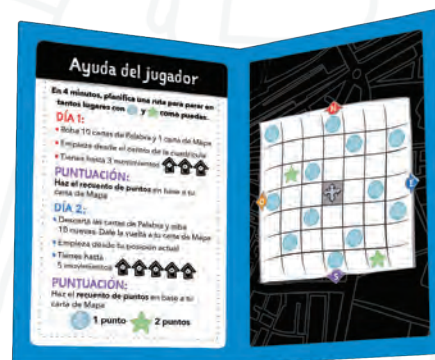 Ayuda del jugador
En 4 minutos, planifica una ruta para parar en
tantos lugares con y como puedas.
DÍA 1:
• Roba 10 cartas de Palabra y 1 carta de Mapa
• Empieza desde el centro de la cuadrícula
• Tienes hasta 3 movimientos
PUNTUACIÓN:
Haz el recuento de puntos en base a tu
carta de Mapa
DÍA 2:
• Descarta las cartas de Palabra y roba
10 nuevas. Dale la vuelta a tu carta de Mapa
• Empieza desde tu posición actual
• Tienes hasta
5 movimientos
PUNTUACIÓN:
Haz el recuento de puntos en base a tu
carta de Mapa
1 punto 2 puntos
N
E
O
S